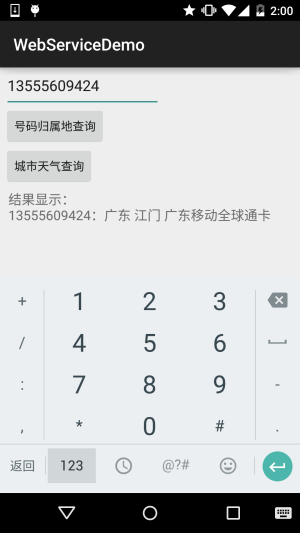 2:00
WebServiceDemo
13555609424
号码归属地查询
城市天气查询
结果显示：
13555609424：广东 江门 广东移动全球通卡
+ 1 2 3
/ 4 5 6
: 7 8 9 -
, * 0 # .
返回 123 @?#